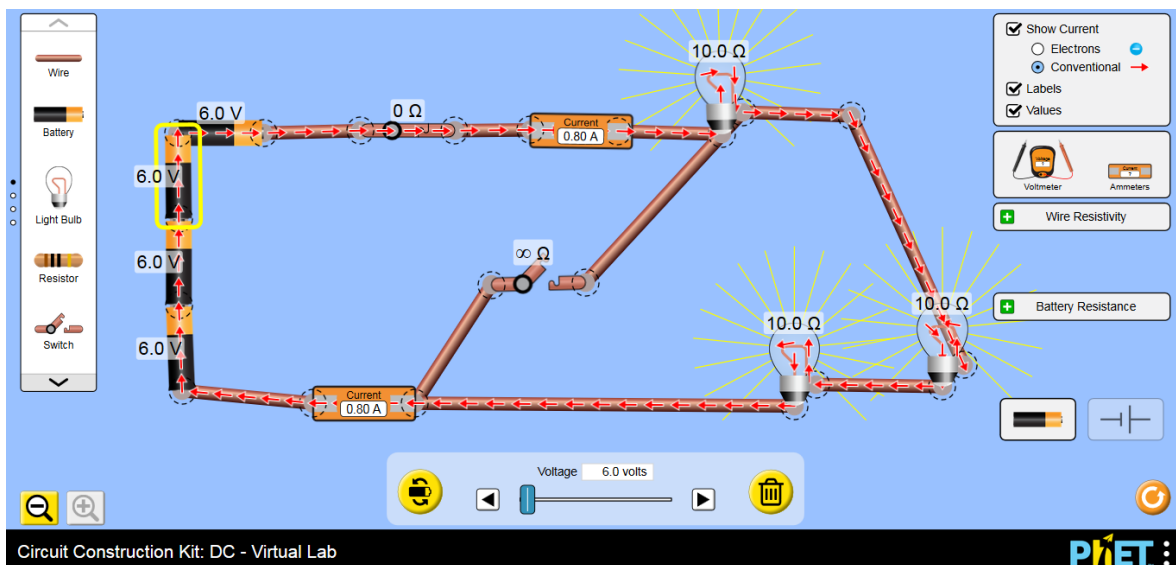 Wire
Battery
Light Bulb
Resistor
Switch
6.0 V
0 Ω
Current
0.80 A
10.0 Ω
6.0 V
∞ Ω
6.0 V
10.0 Ω
10.0 Ω
6.0 V
Current
0.80 A
Show Current
Electrons
Conventional
Labels
Values
Voltage
?
Voltmeter
Current
?
Ammeters
Wire Resistivity
Battery Resistance
Voltage 6.0 volts
Circuit Construction Kit: DC - Virtual Lab
PhET